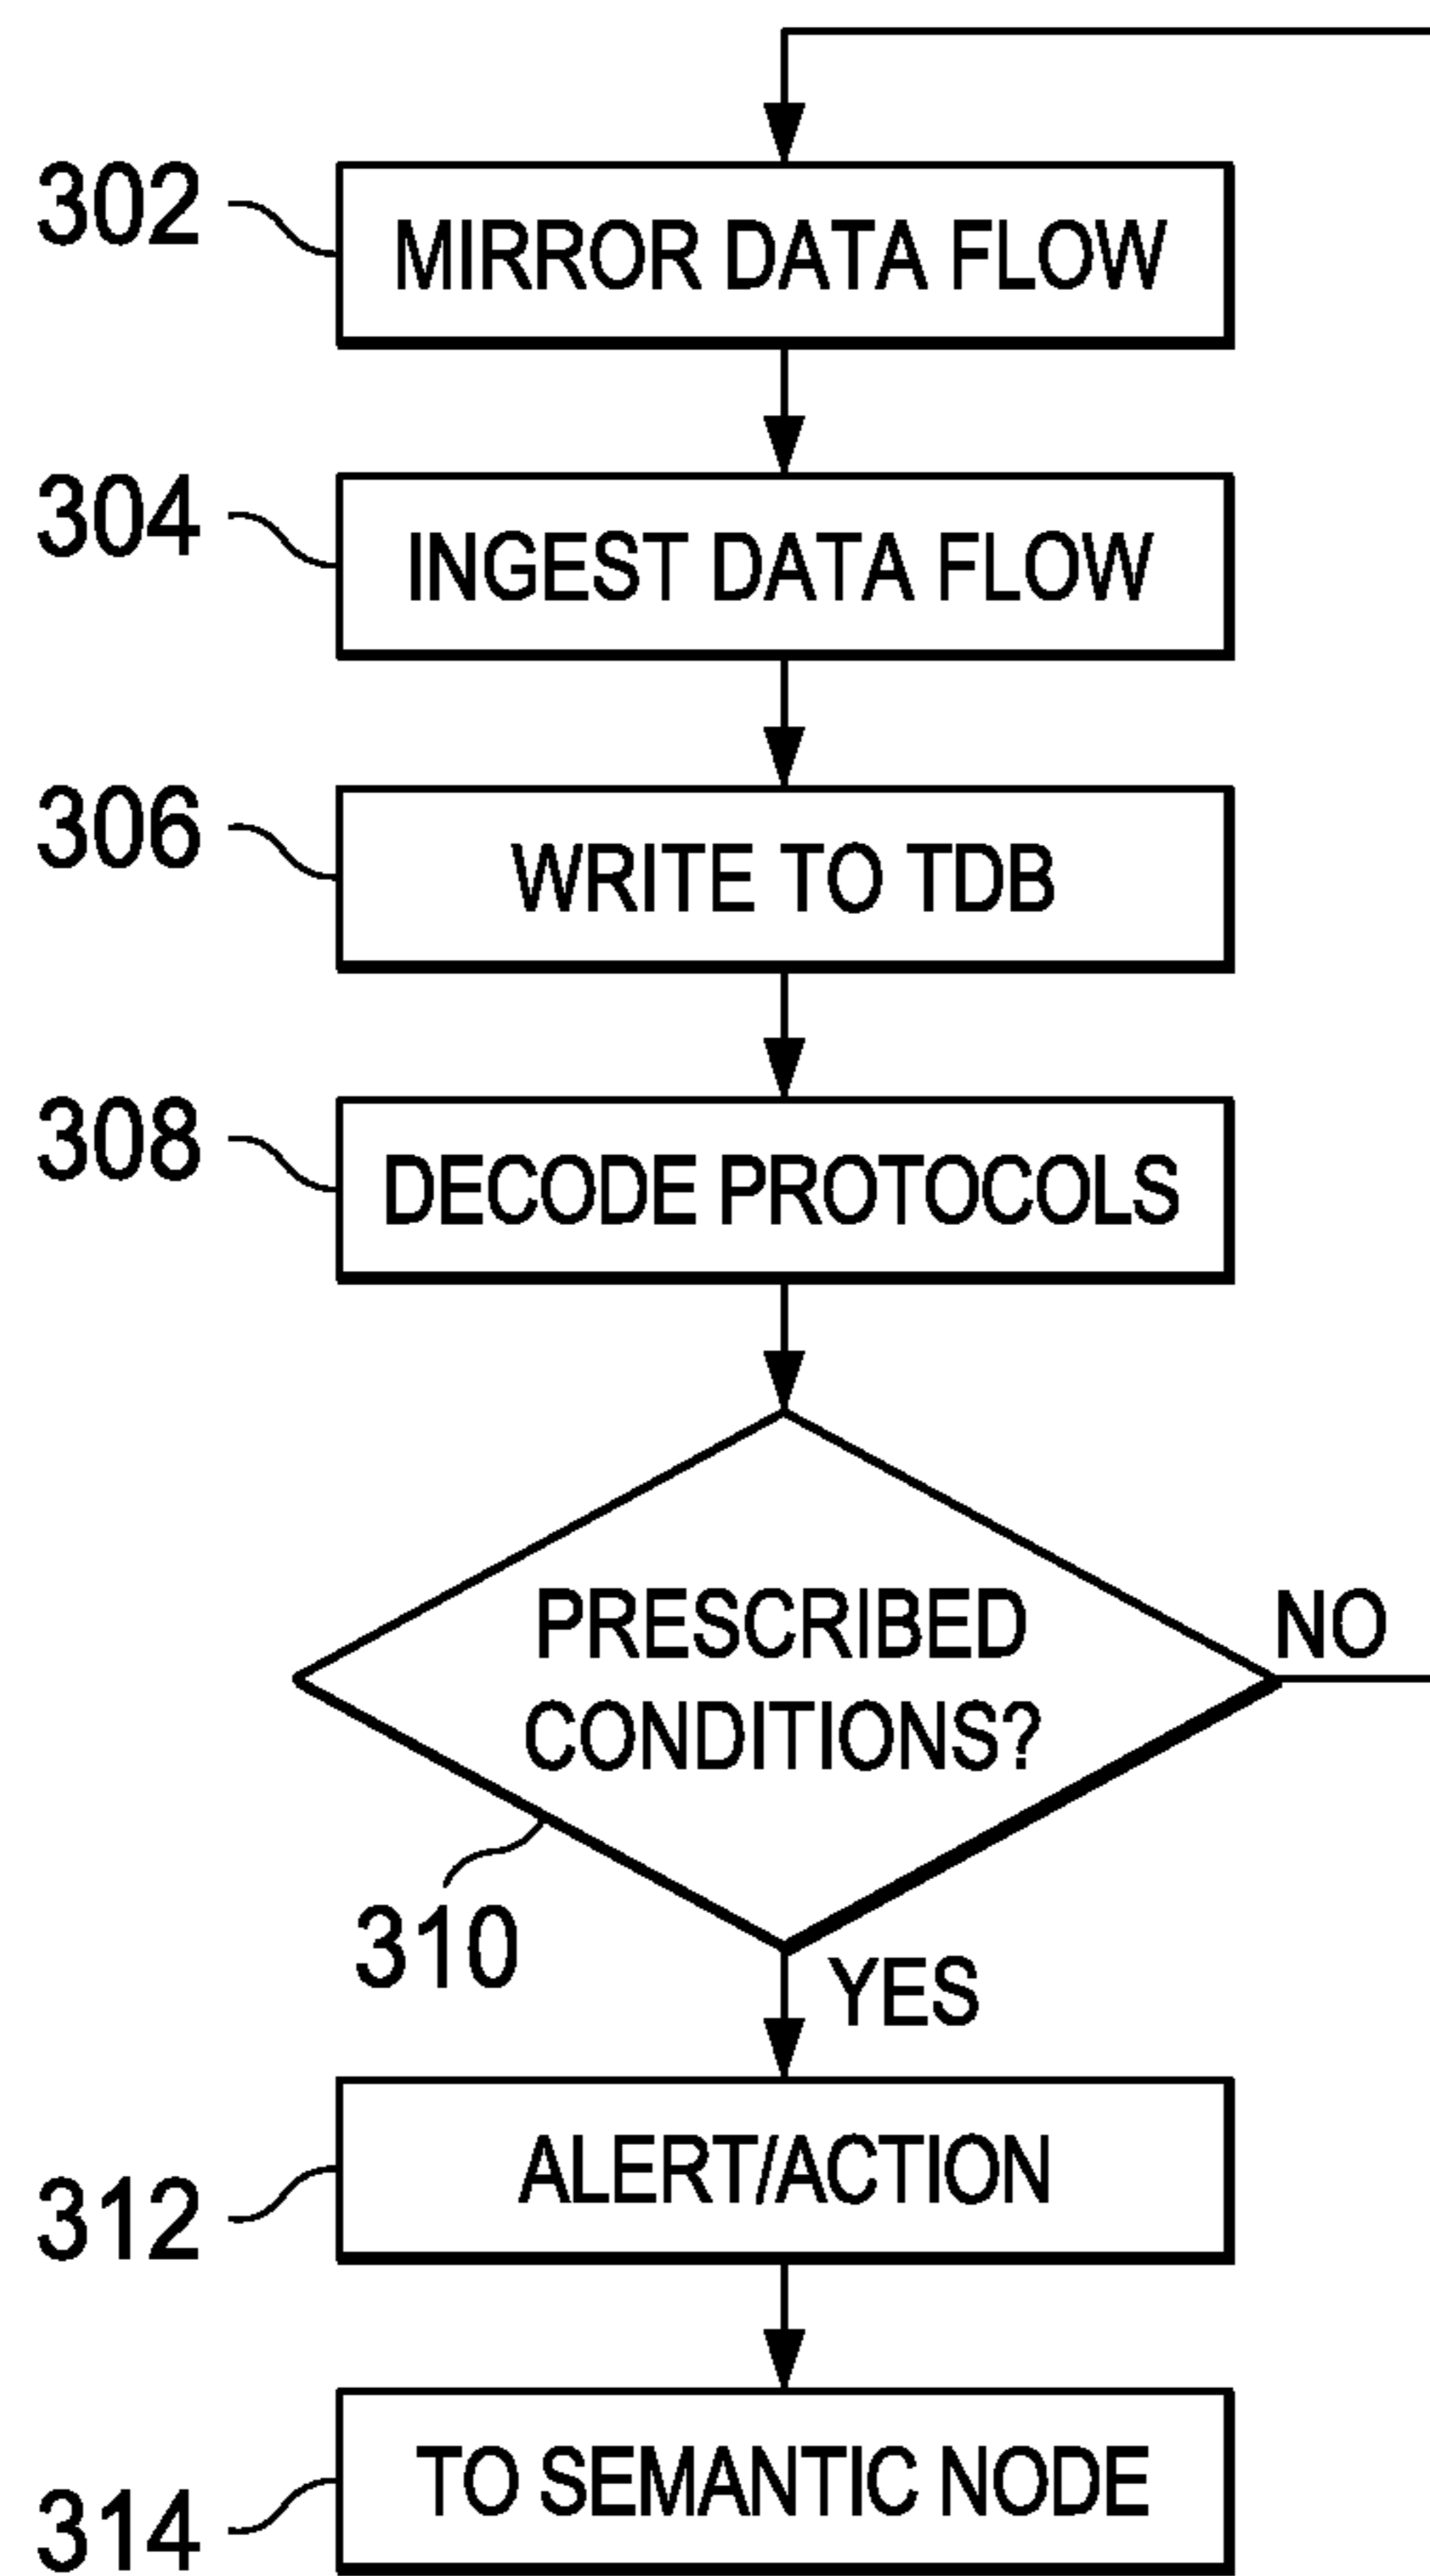 302
MIRROR DATA FLOW
304
INGEST DATA FLOW
306
WRITE TO TDB
308
DECODE PROTOCOLS
PRESCRIBED
CONDITIONS?
NO
310
YES
312
ALERT/ACTION
314
TO SEMANTIC NODE